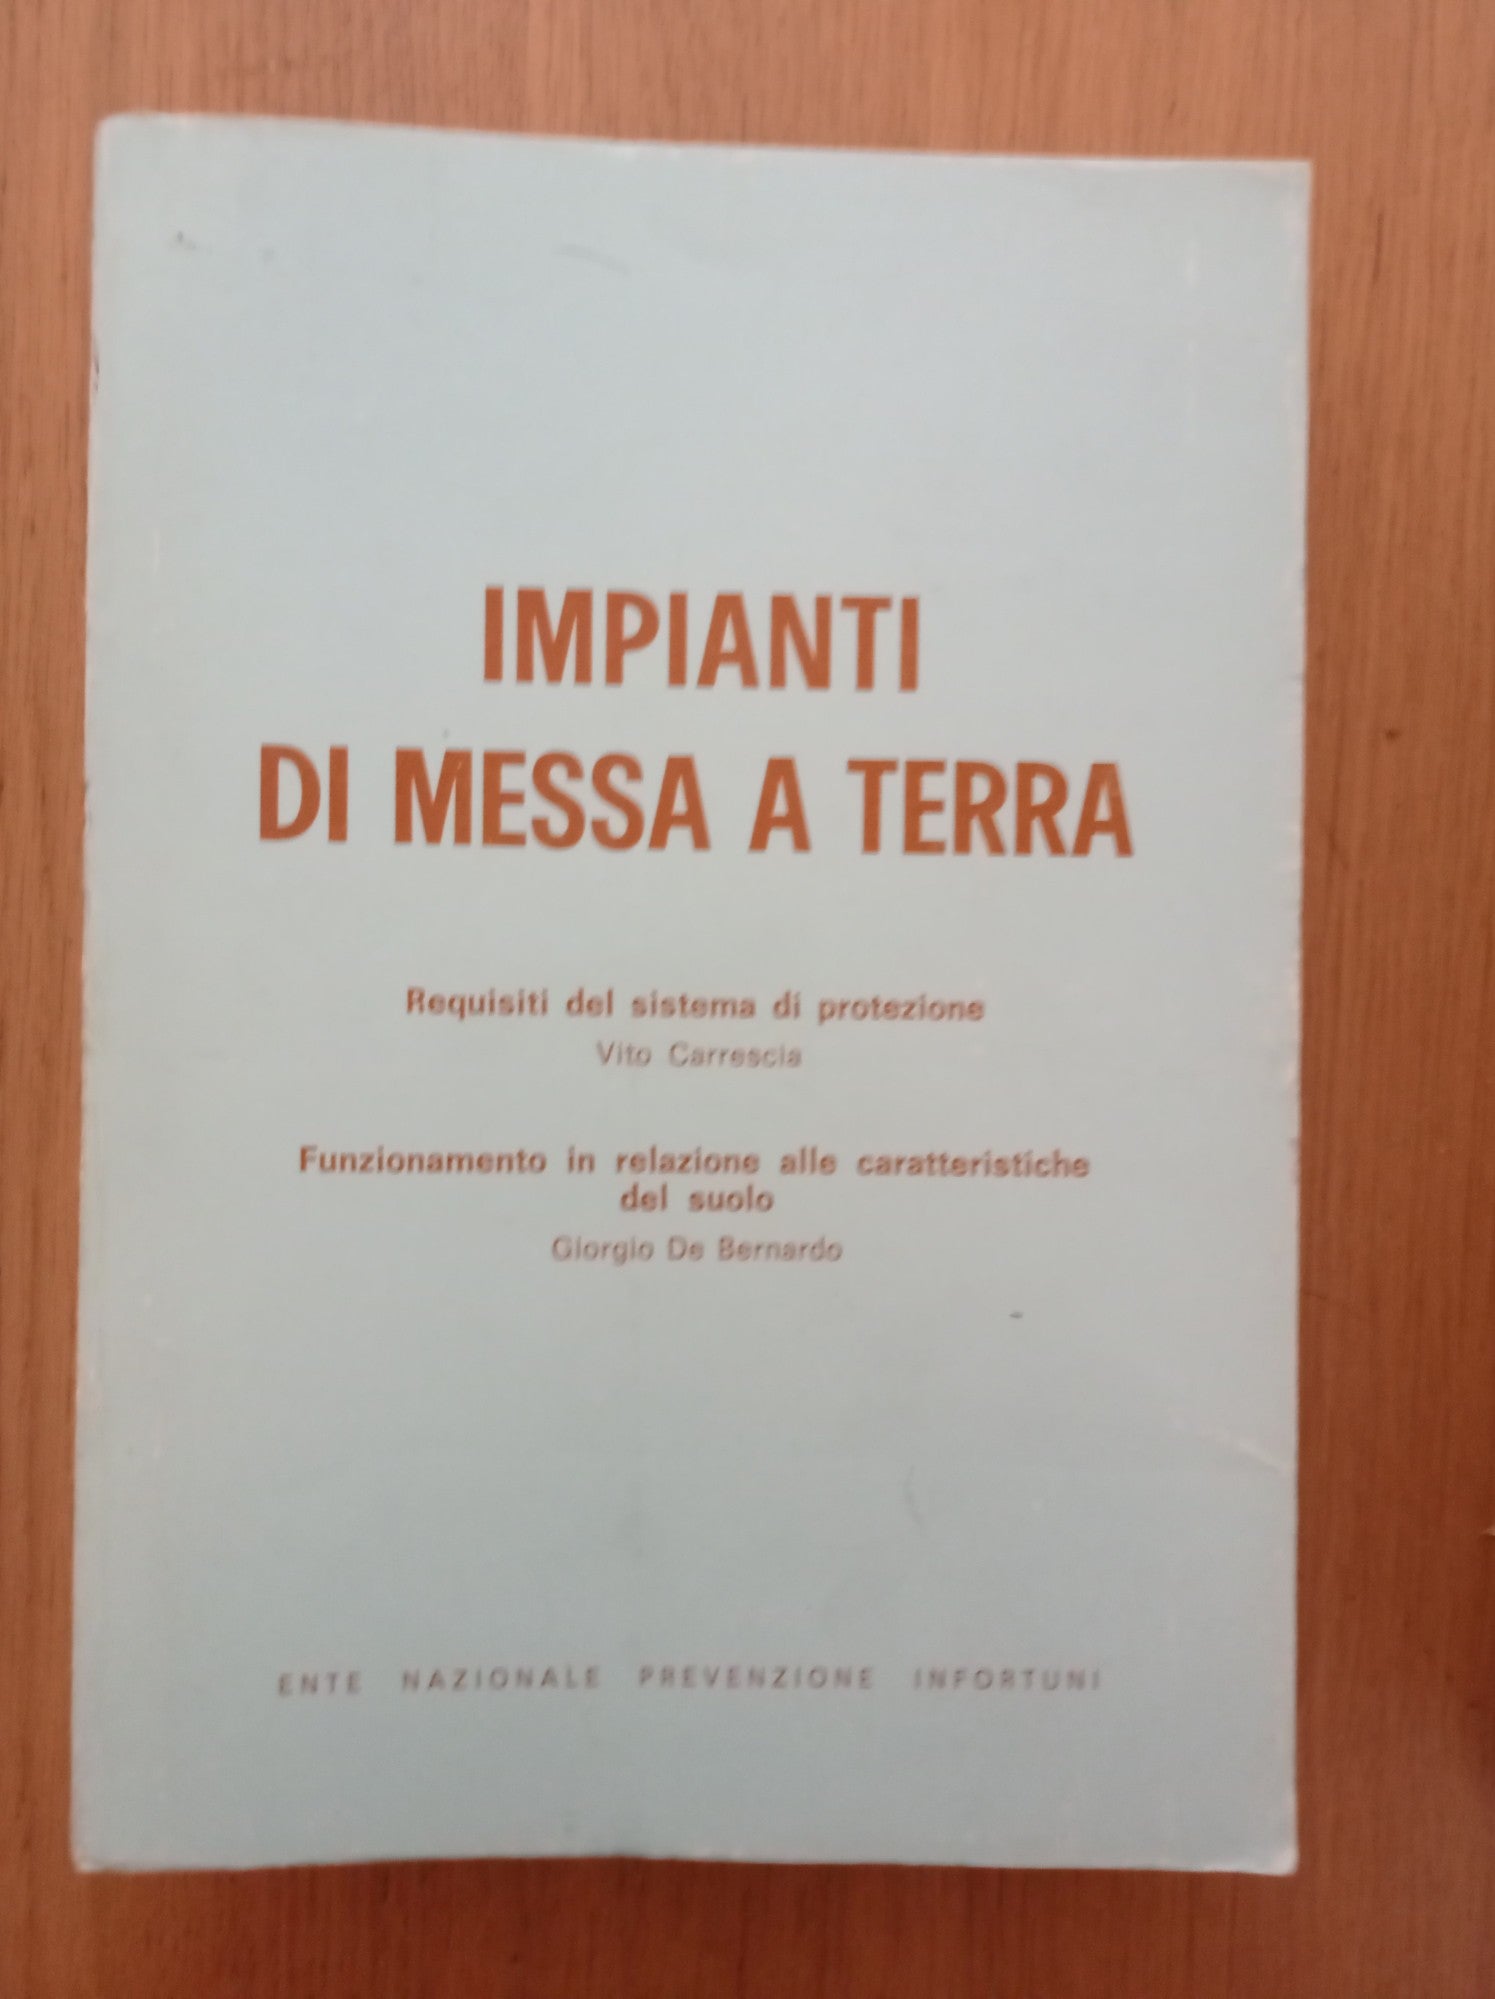 IMPIANTI
DI MESSA A TERRA
Requisiti del sistema di protezione
Vito Carrescia
Funzionamento in relazione alle caratteristiche
del suolo
Giorgio De Bernardo
ENTE NAZIONALE PREVENZIONE INFORTUNI